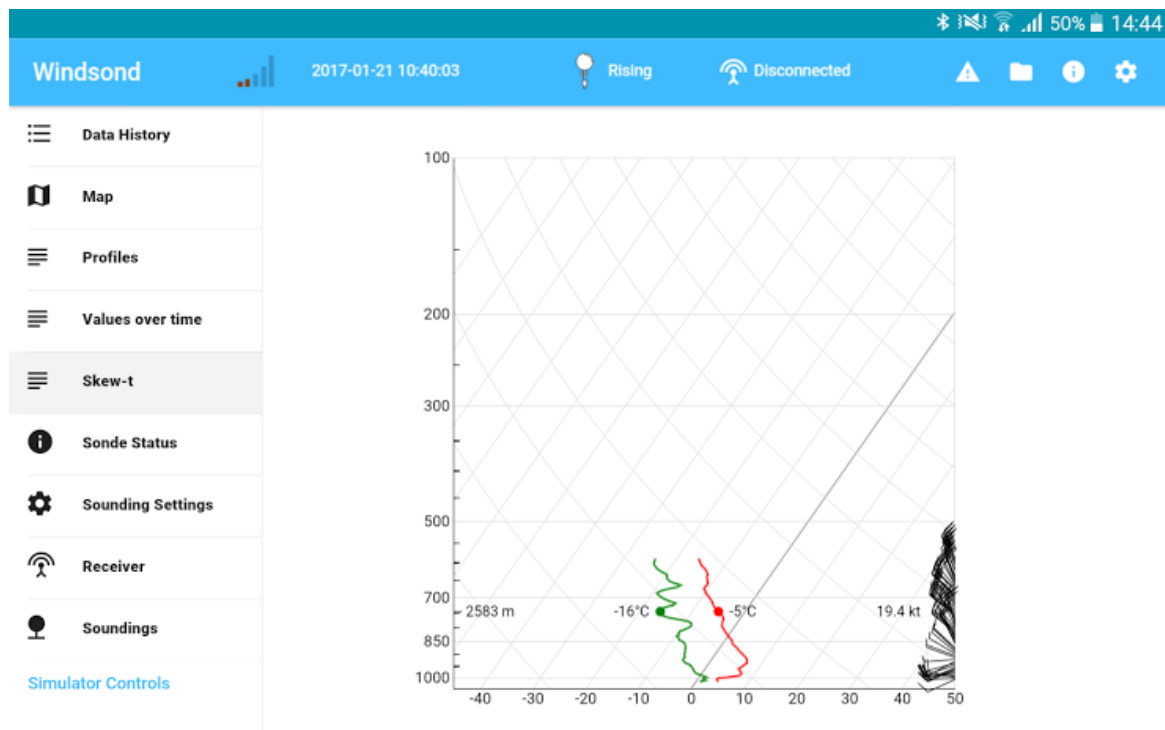 50% 14:44
Windsond 2017-01-21 10:40:03 Rising Disconnected
Data History
Map
Profiles
Values over time
Skew-t
Sonde Status
Sounding Settings
Receiver
Soundings
Simulator Controls
100
200
300
500
700
2583 m -16°C -5°C 19.4 kt
850
1000
-40 -30 -20 -10 0 10 20 30 40 50